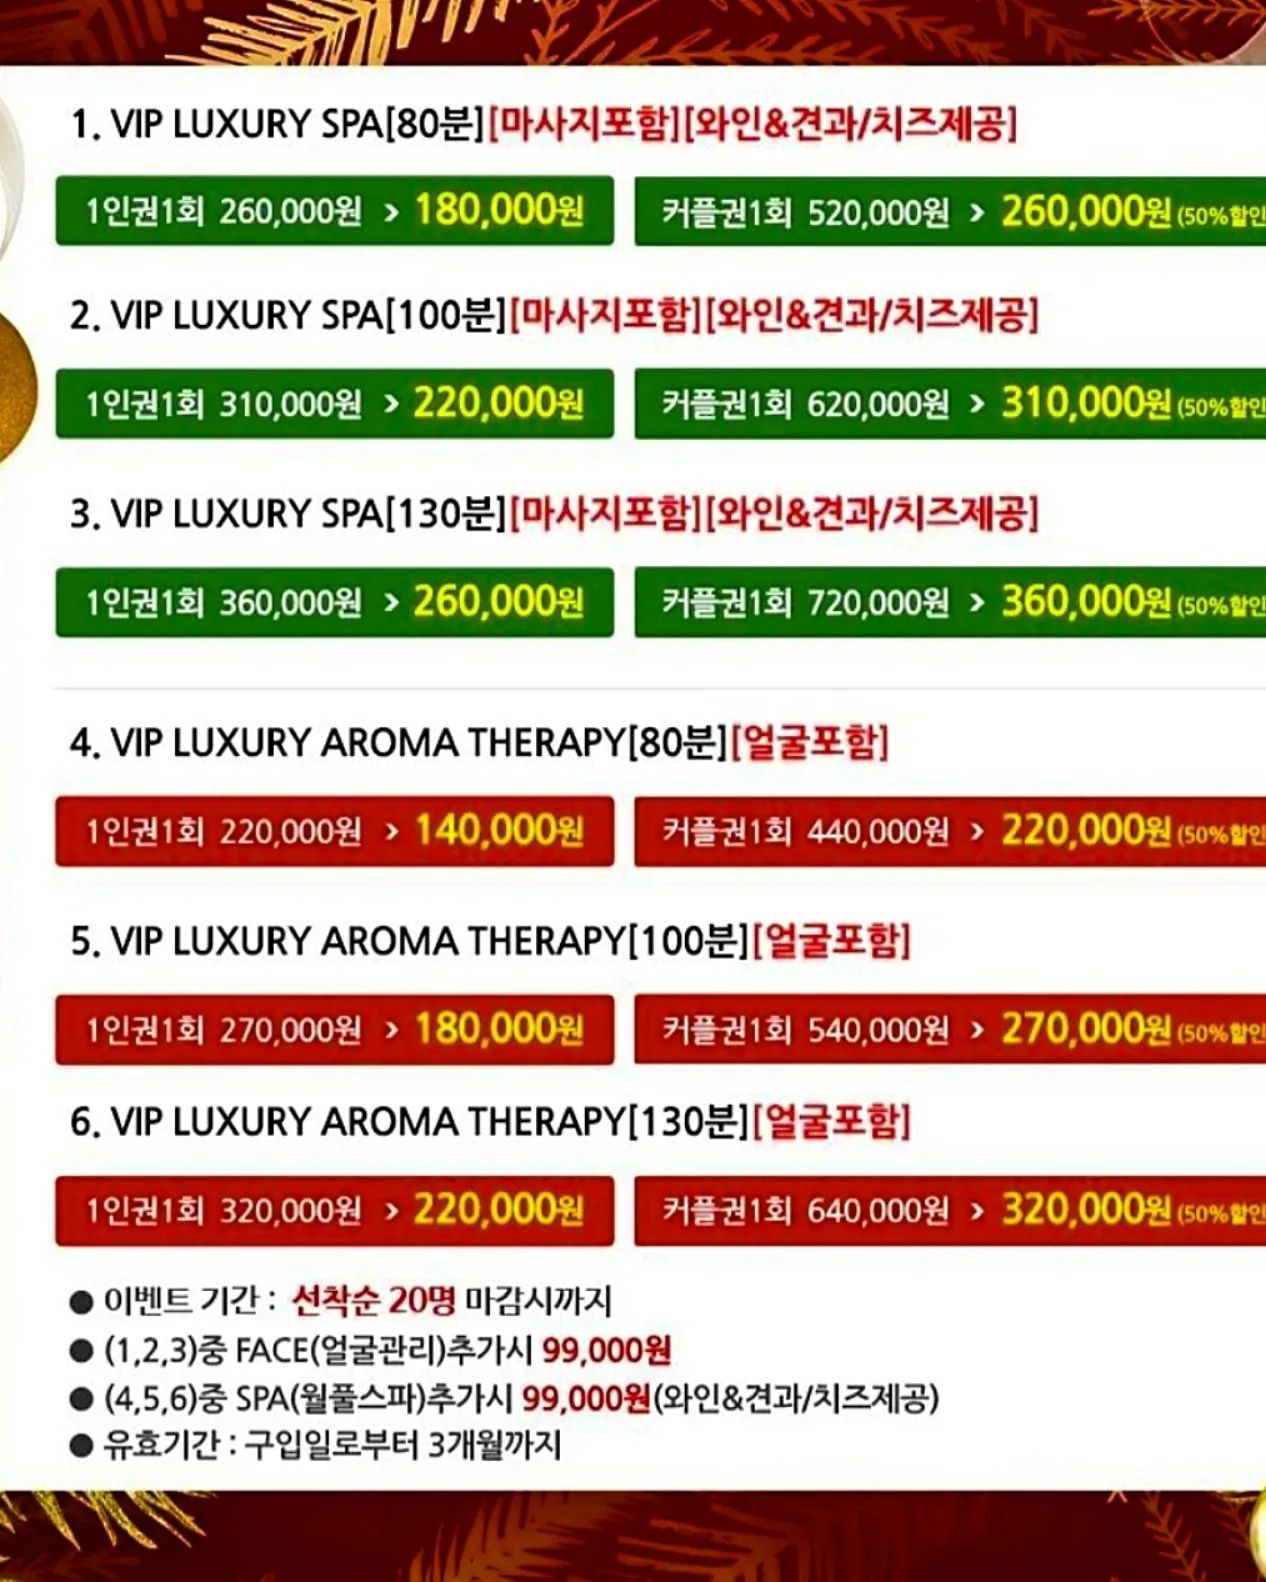 1. VIP LUXURY SPA[80분][마사지포함][와인&견과/치즈제공]
1인권1회 260,000원 > 180,000원 커플권1회 520,000원 > 260,000원 (50%할인
2. VIP LUXURY SPA[100분][마사지포함][와인&견과/치즈제공]
1인권1회 310,000원 > 220,000원 커플권1회 620,000원 > 310,000원 (50%할인
3. VIP LUXURY SPA[130분][마사지포함][와인&견과/치즈제공]
1인권1회 360,000원 > 260,000원 커플권1회 720,000원 > 360,000원 (50%할인
4. VIP LUXURY AROMA THERAPY[80분][얼굴포함]
1인권1회 220,000원 > 140,000원 커플권1회 440,000원 > 220,000원 (50%할인
5. VIP LUXURY AROMA THERAPY[100분][얼굴포함]
1인권1회 270,000원 > 180,000원 커플권1회 540,000원 > 270,000원 (50%할인
6. VIP LUXURY AROMA THERAPY[130분][얼굴포함]
1인권1회 320,000원 > 220,000원 커플권1회 640,000원 > 320,000원 (50%할인
● 이벤트 기간 : 선착순 20명 마감시까지
● (1,2,3)중 FACE(얼굴관리)추가시 99,000원
● (4,5,6)중 SPA(월풀스파)추가시 99,000원(와인&견과/치즈제공)
● 유효기간 : 구입일로부터 3개월까지